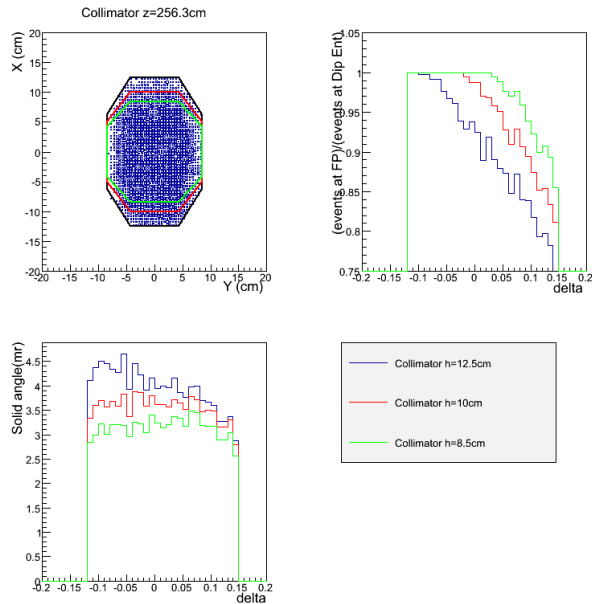 Collimator z=256.3cm
X (cm)
20
15
10
5
0
-5
-10
-15
-20
-20 -15 -10 -5 0 5 10 15 20
Y (cm)
(events at FP)/(events at Dip Ent)
1.05
1
0.95
0.9
0.85
0.8
0.75
-0.2 -0.15 -0.1 -0.05 0 0.05 0.1 0.15 0.2
delta
Solid angle(mr)
4.5
4
3.5
3
2.5
2
1.5
1
0.5
0
-0.2 -0.15 -0.1 -0.05 0 0.05 0.1 0.15 0.2
delta
Collimator h=12.5cm
Collimator h=10cm
Collimator h=8.5cm